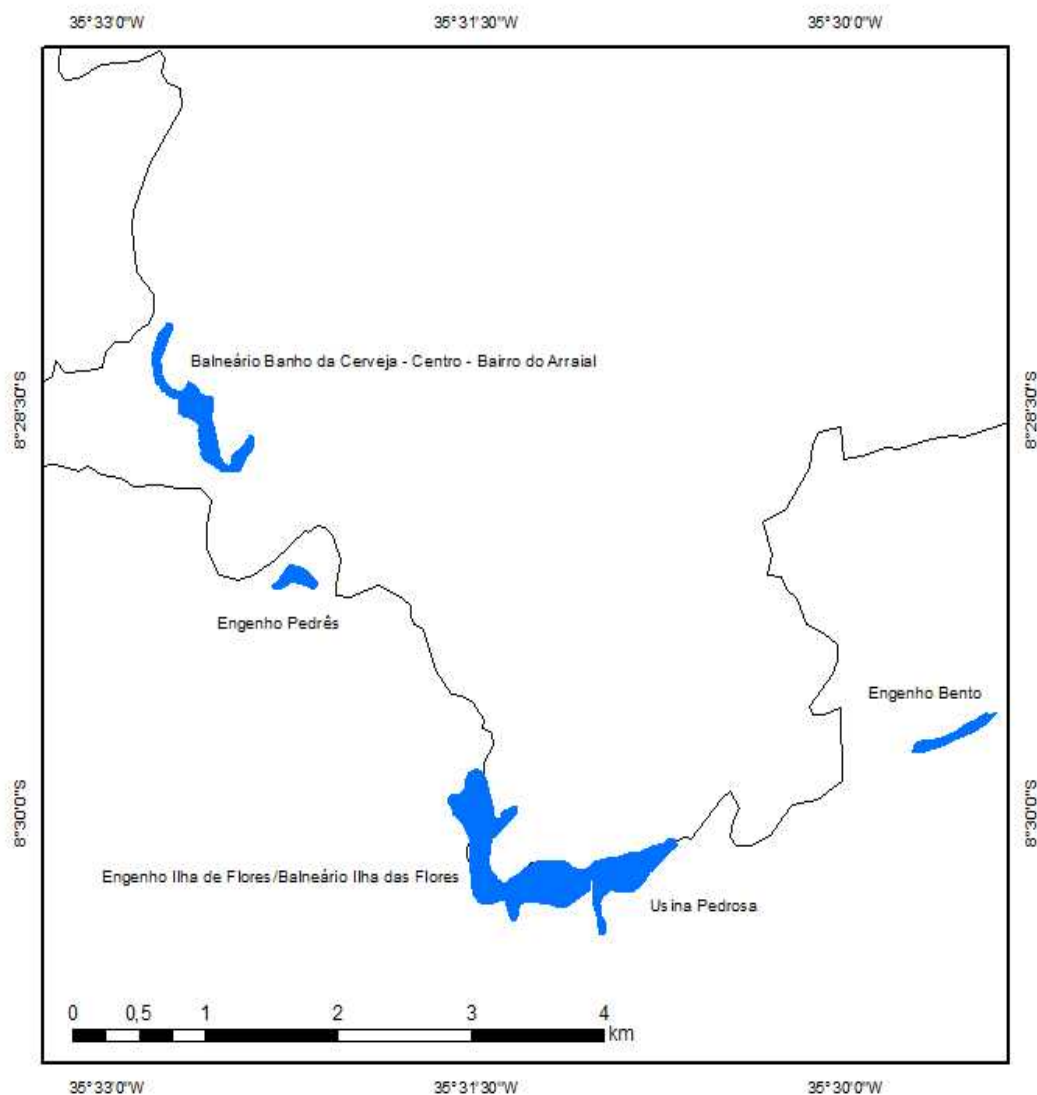 35°33'0"W 35°31'30"W 35°30'0"W
Balneário Banho da Cerveja - Centro - Bairro do Arraial
8°28'30"S 8°28'30"S
Engenho Pedrês
Engenho Bento
8°30'0"S 8°30'0"S
Engenho Ilha de Flores/Balneário Ilha das Flores
Usina Pedrosa
0 0,5 1 2 3 4
km
35°33'0"W 35°31'30"W 35°30'0"W